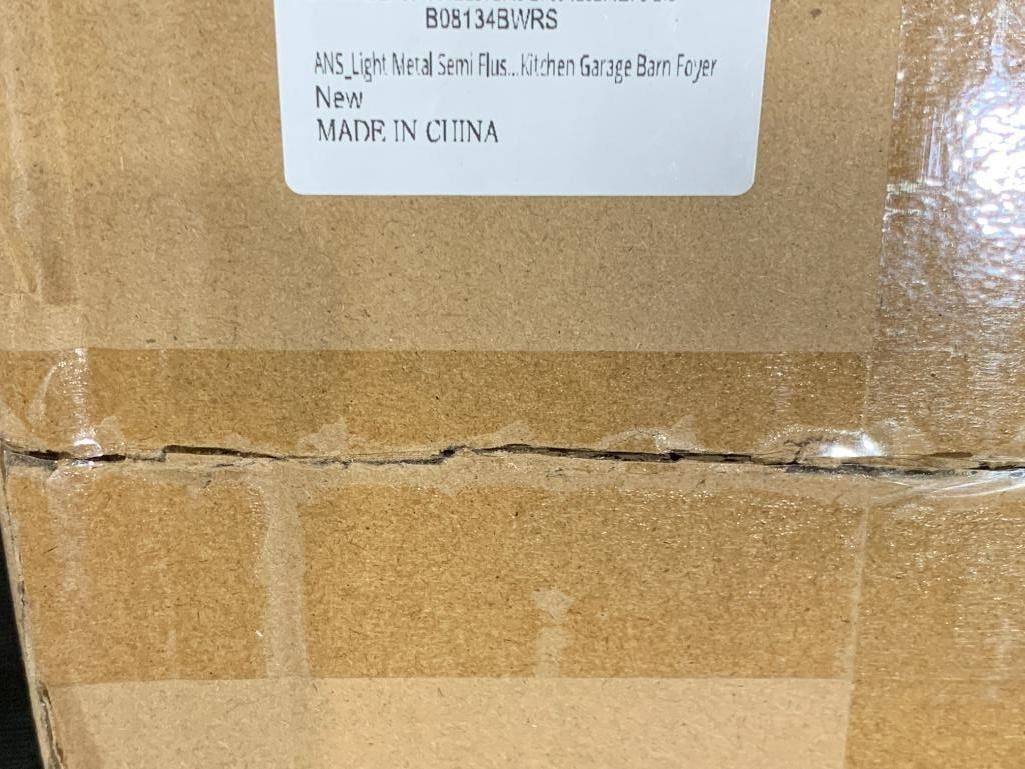 B08134BWRS
ANS_Light Metal Semi Flus...Kitchen Garage Barn Foyer
New
MADE IN CHINA